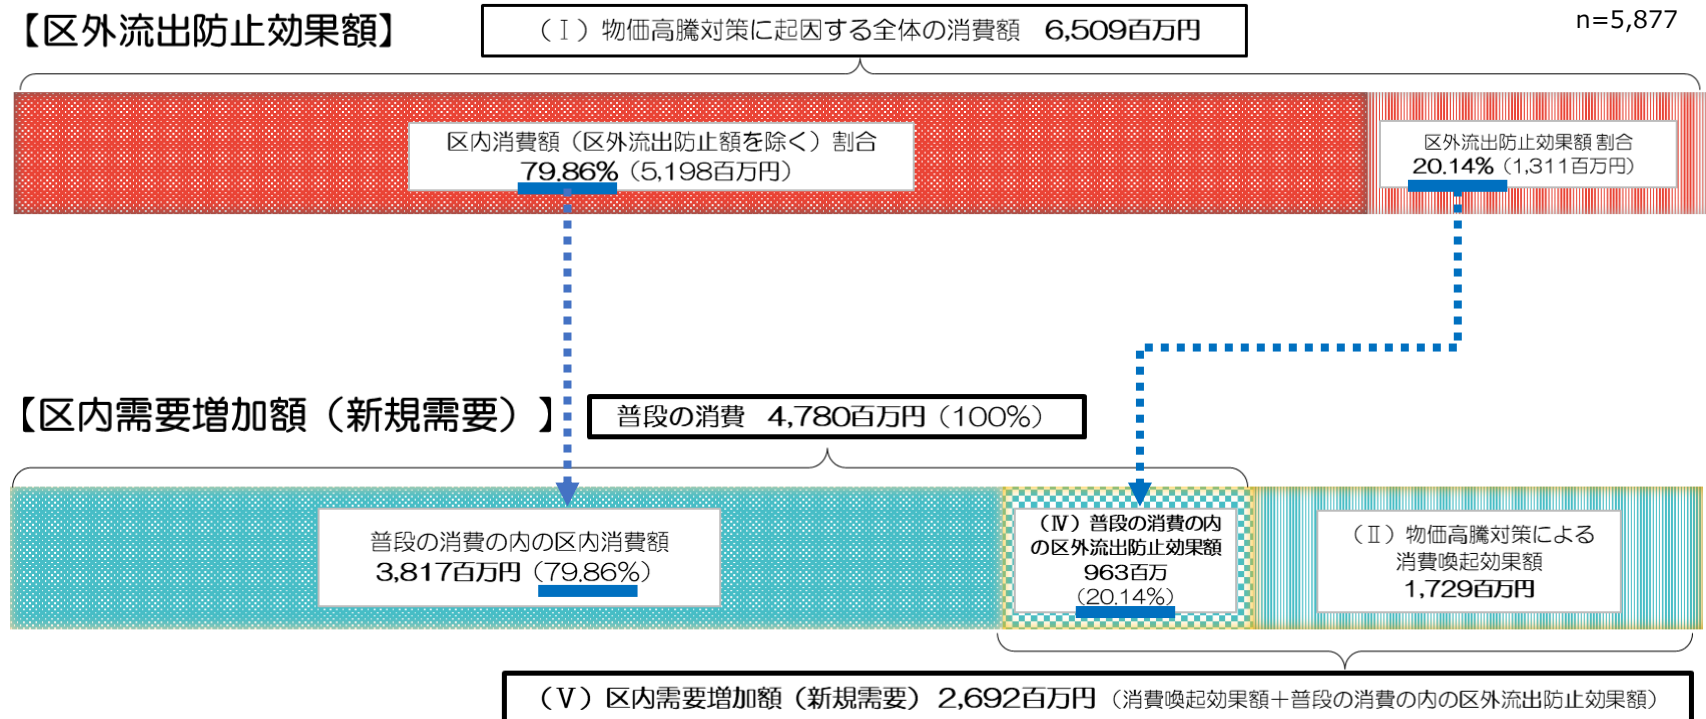 【区外流出防止効果額】
（Ⅰ）物価高騰対策に起因する全体の消費額 6,509百万円
n=5,877
区内消費額（区外流出防止額を除く）割合
79.86%（5,198百万円）
区外流出防止効果額 割合
20.14%（1,311百万円）
【区内需要増加額（新規需要）】
普段の消費 4,780百万円（100%）
普段の消費の内の区内消費額
3,817百万円（79.86%）
（Ⅳ）普段の消費の内
の区外流出防止効果額
963百万
（20.14%）
（Ⅱ）物価高騰対策による
消費喚起効果額
1,729百万円
（Ⅴ）区内需要増加額（新規需要）2,692百万円（消費喚起効果額＋普段の消費の内の区外流出防止効果額）